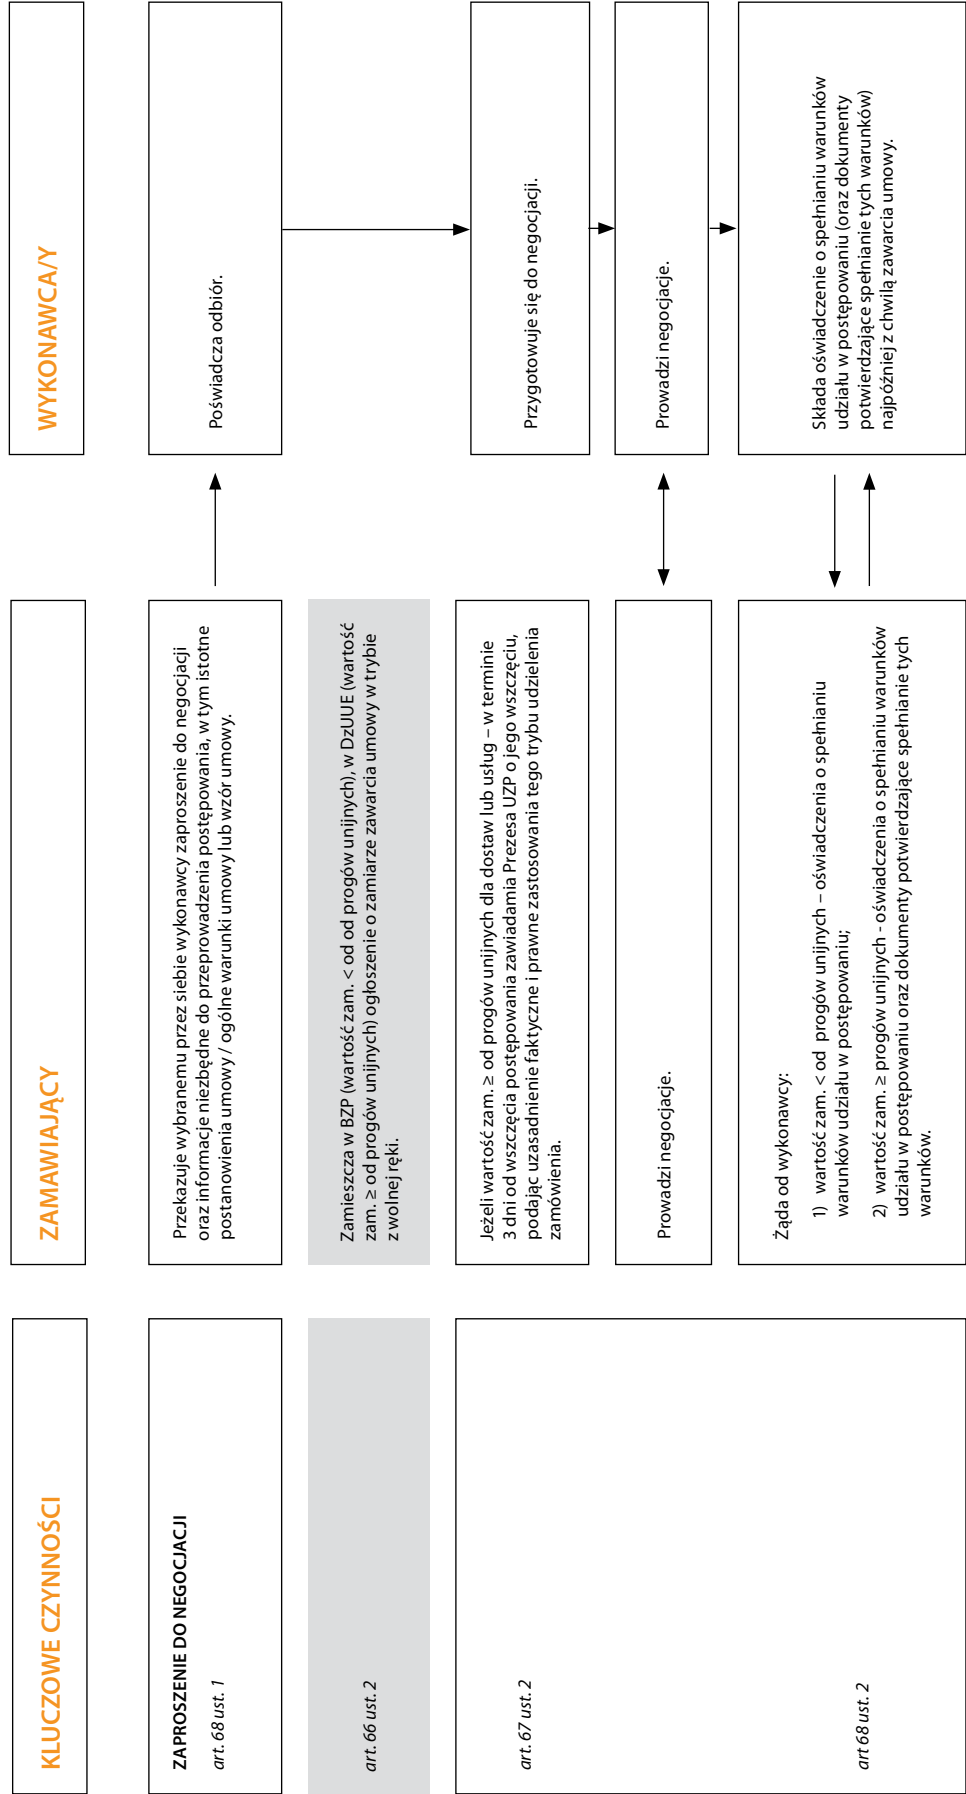 KLUCZOWE CZYNNOŚCI
ZAMAWIAJĄCY
WYKONAWCA/Y
ZAPROSZENIE DO NEGOCJACJI
art. 68 ust. 1
Przekazuje wybranemu przez siebie wykonawcy zaproszenie do negocjacji
oraz informacje niezbędne do przeprowadzenia postępowania, w tym istotne
postanowienia umowy / ogólne warunki umowy lub wzór umowy.
Poświadcza odbiór.
art. 66 ust. 2
Zamieszcza w BZP (wartość zam. < od od progów unijnych), w DzUUE (wartość
zam. ≥ od progów unijnych) ogłoszenie o zamiarze zawarcia umowy w trybie
z wolnej ręki.
art. 67 ust. 2
Jeżeli wartość zam. ≥ od progów unijnych dla dostaw lub usług – w terminie
3 dni od wszczęcia postępowania zawiadamia Prezesa UZP o jego wszczęciu,
podając uzasadnienie faktyczne i prawne zastosowania tego trybu udzielenia
zamówienia.
Przygotowuje się do negocjacji.
Prowadzi negocjacje.
Prowadzi negocjacje.
art 68 ust. 2
Żąda od wykonawcy:
1) wartość zam. < od progów unijnych – oświadczenia o spełnianiu
warunków udziału w postępowaniu;
2) wartość zam. ≥ progów unijnych - oświadczenia o spełnianiu warunków
udziału w postępowaniu oraz dokumenty potwierdzające spełnianie tych
warunków.
Składa oświadczenie o spełnianiu warunków
udziału w postępowaniu (oraz dokumenty
potwierdzające spełnianie tych warunków)
najpóźniej z chwilą zawarcia umowy.